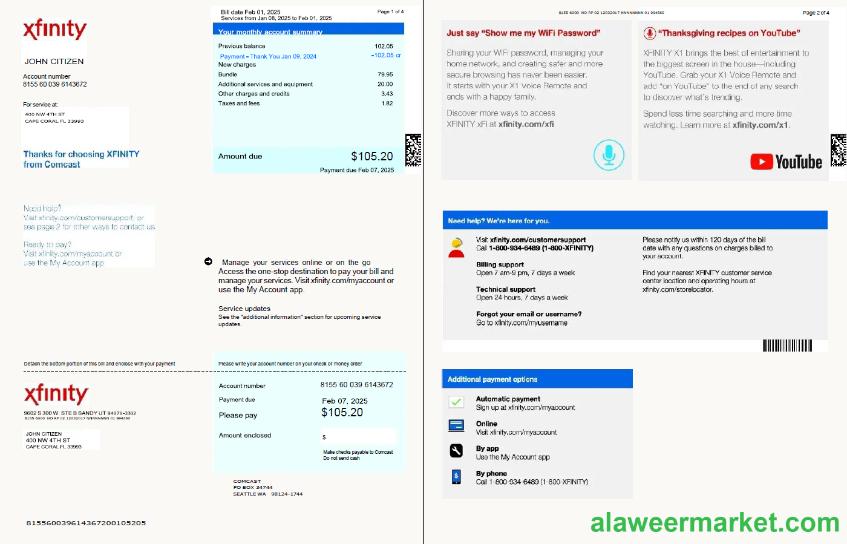 xfinity
JOHN CITIZEN
Account number
8155 60 039 6143672
For service at:
400 NW 4TH ST
CAPE CORAL FL 33993
Thanks for choosing XFINITY
from Comcast
Need help?
Visit xfinity.com/customersupport, or
see page 2 for other ways to contact us
Ready to pay?
Visit xfinity.com/myaccount or
use the My Account app
Bill date Feb 01, 2025
Services from Jan 08, 2025 to Feb 01, 2025
Page 1 of 4
Your monthly account summary
Previous balance 102.05
Payment - Thank You Jan 09, 2024 -102.05 cr
New charges
Bundle 79.95
Additional services and equipment 20.00
Other charges and credits 3.43
Taxes and fees 1.82
Amount due $105.20
Payment due Feb 07, 2025
Manage your services online or on the go
Access the one-stop destination to pay your bill and
manage your services. Visit xfinity.com/myaccount or
use the My Account app.
Service updates
See the "additional information" section for upcoming service
updates.
Detatch the bottom portion of this bill and enclose with your payment
Please write your account number on your check or money order
xfinity
9602 S 300 W. STE B SANDY UT 84070-3302
JOHN CITIZEN
400 NW 4TH ST
CAPE CORAL FL 33993
Account number 8155 60 039 6143672
Payment due Feb 07, 2025
Please pay $105.20
Amount enclosed $
Make checks payable to Comcast
Do not send cash
COMCAST
PO BOX 34744
SEATTLE WA 98124-1744
815560039614367200105205
Page 2 of 4
Just say “Show me my WiFi Password”
Sharing your WiFi password, managing your
home network, and creating safer and more
secure browsing has never been easier.
It starts with your X1 Voice Remote and
ends with a happy family.
Discover more ways to access
XFINITY xFi at xfinity.com/xfi
“Thanksgiving recipes on YouTube”
XFINITY X1 brings the best of entertainment to
the biggest screen in the house—including
YouTube. Grab your X1 Voice Remote and
add “on YouTube” to the end of any search
to discover what's trending.
Spend less time searching and more time
watching. Learn more at xfinity.com/x1.
YouTube
Need help? We're here for you.
Visit xfinity.com/customersupport
Call 1-800-934-6489 (1-800-XFINITY)
Billing support
Open 7 am-9 pm, 7 days a week
Technical support
Open 24 hours, 7 days a week
Forgot your email or username?
Go to xfinity.com/myusername
Please notify us within 120 days of the bill
date with any questions on charges billed to
your account.
Find your nearest XFINITY customer service
center location and operating hours at
xfinity.com/storelocator.
Additional payment options
Automatic payment
Sign up at xfinity.com/myaccount
Online
Visit xfinity.com/myaccount
By app
Use the My Account app
By phone
Call 1-800-934-6489 (1-800-XFINITY)
alaweermarket.com